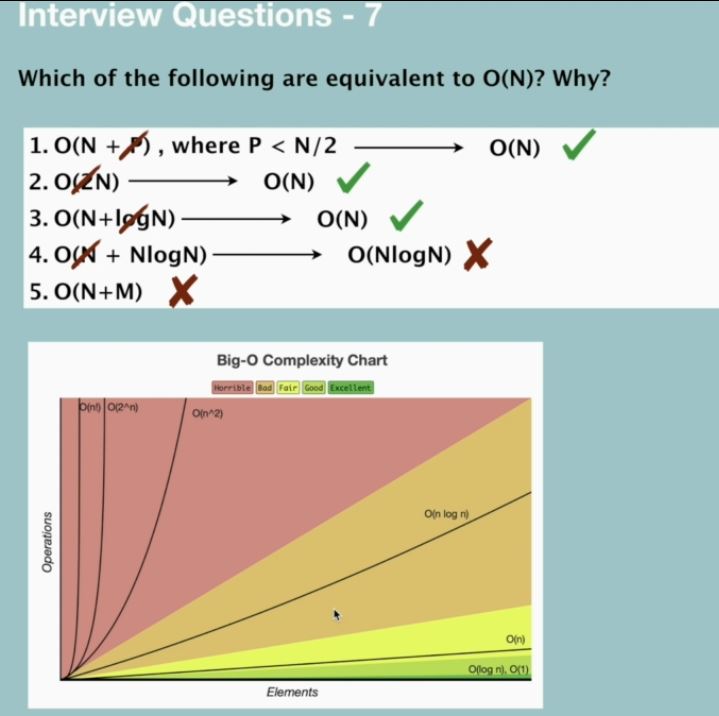 Interview Questions - 7
Which of the following are equivalent to O(N)? Why?
1. O(N + P) , where P < N/2 → O(N) ✓
2. O(2N) → O(N) ✓
3. O(N+logN) → O(N) ✓
4. O(N + NlogN) → O(NlogN) ✗
5. O(N+M) ✗
Big-O Complexity Chart
Horrible Bad Fair Good Excellent
O(n!) O(2^n) O(n^2)
O(n log n)
O(n)
O(log n), O(1)
Operations
Elements